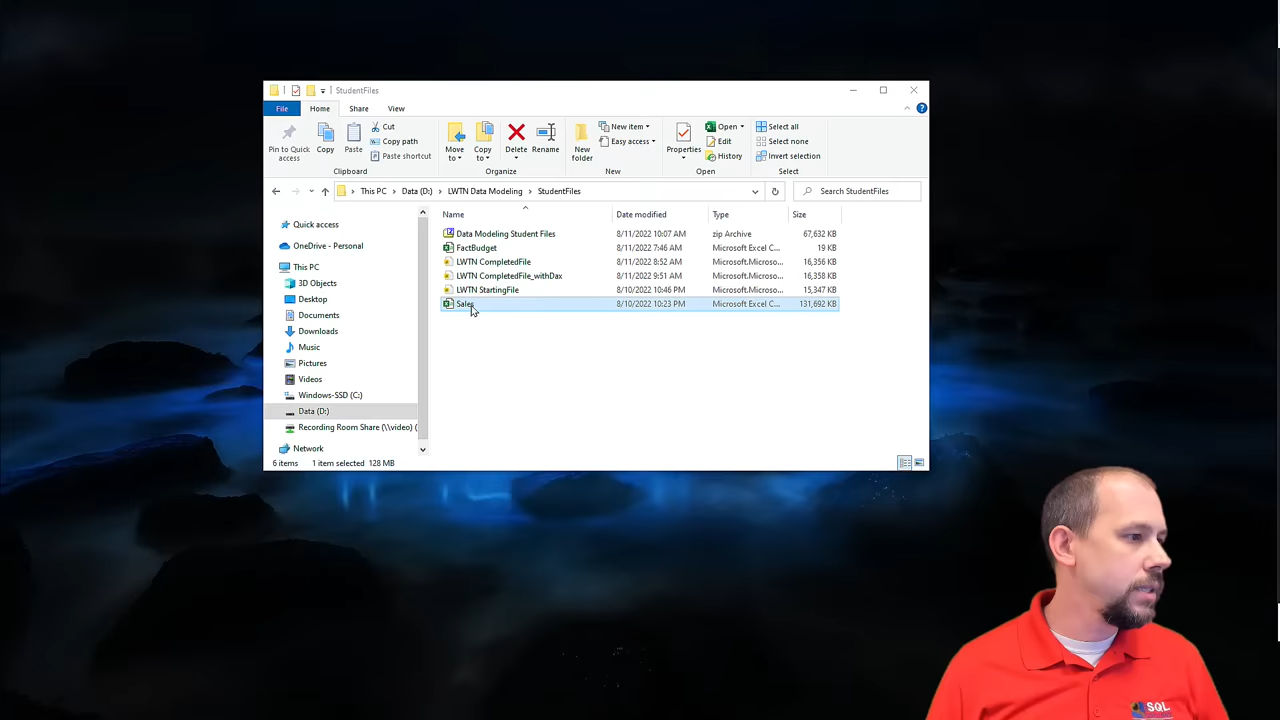 StudentFiles
File
Home
Share
View
Pin to Quick access
Copy
Paste
Cut
Copy path
Paste shortcut
Clipboard
Move to
Copy to
Delete
Rename
Organize
New folder
New item
Easy access
New
Properties
Open
Edit
History
Open
Select all
Select none
Invert selection
Select
This PC > Data (D:) > LWTN Data Modeling > StudentFiles
Search StudentFiles
Quick access
OneDrive - Personal
This PC
3D Objects
Desktop
Documents
Downloads
Music
Pictures
Videos
Windows-SSD (C:)
Data (D:)
Recording Room Share (\\video) (
Network
Name Date modified Type Size
Data Modeling Student Files 8/11/2022 10:07 AM zip Archive 67,632 KB
FactBudget 8/11/2022 7:46 AM Microsoft Excel C... 19 KB
LWTN CompletedFile 8/11/2022 8:52 AM Microsoft.Microso... 16,356 KB
LWTN CompletedFile_withDax 8/11/2022 9:51 AM Microsoft.Microso... 16,358 KB
LWTN StartingFile 8/10/2022 10:46 PM Microsoft.Microso... 15,347 KB
Sales 8/10/2022 10:23 PM Microsoft Excel C... 131,692 KB
6 items 1 item selected 128 MB
SQL